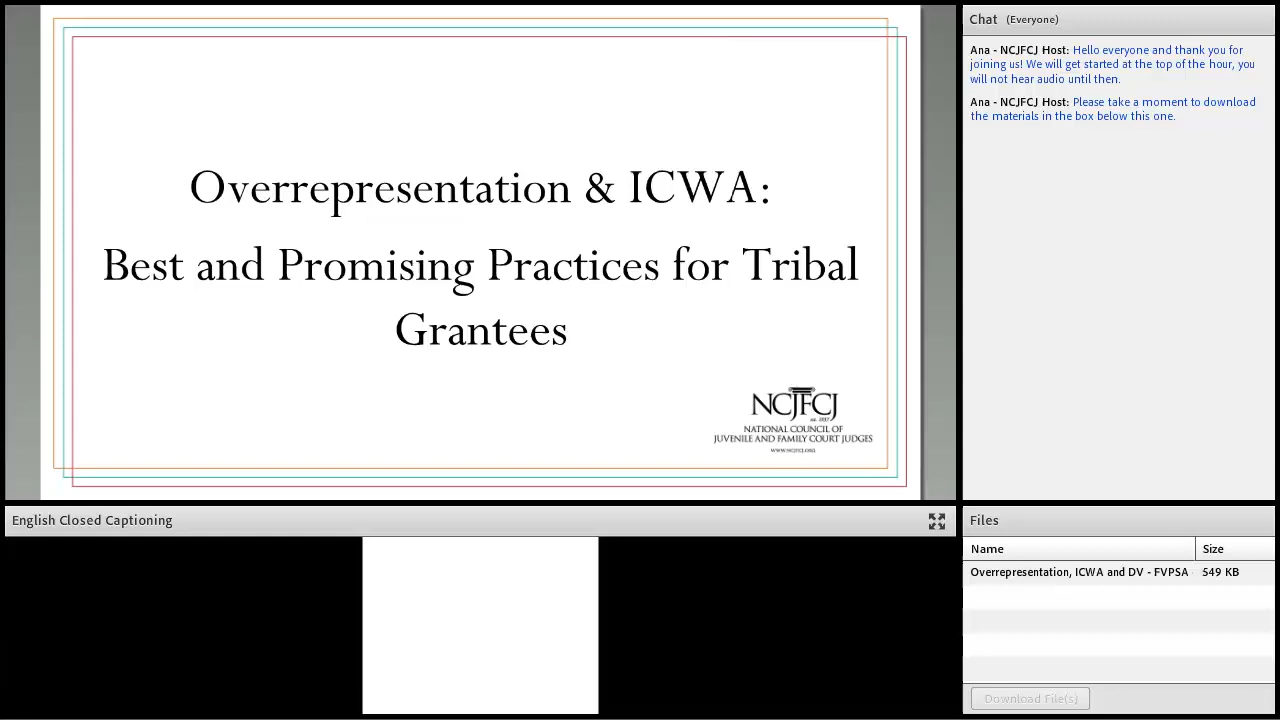 Overrepresentation & ICWA:
Best and Promising Practices for Tribal
Grantees
NCJFCJ
est. 1937
NATIONAL COUNCIL OF
JUVENILE AND FAMILY COURT JUDGES
WWW.NCJFCJ.ORG
Chat (Everyone)
Ana - NCJFCJ Host: Hello everyone and thank you for
joining us! We will get started at the top of the hour, you
will not hear audio until then.
Ana - NCJFCJ Host: Please take a moment to download
the materials in the box below this one.
English Closed Captioning
Files
Name Size
Overrepresentation, ICWA and DV - FVPSA 549 KB
Download File(s)